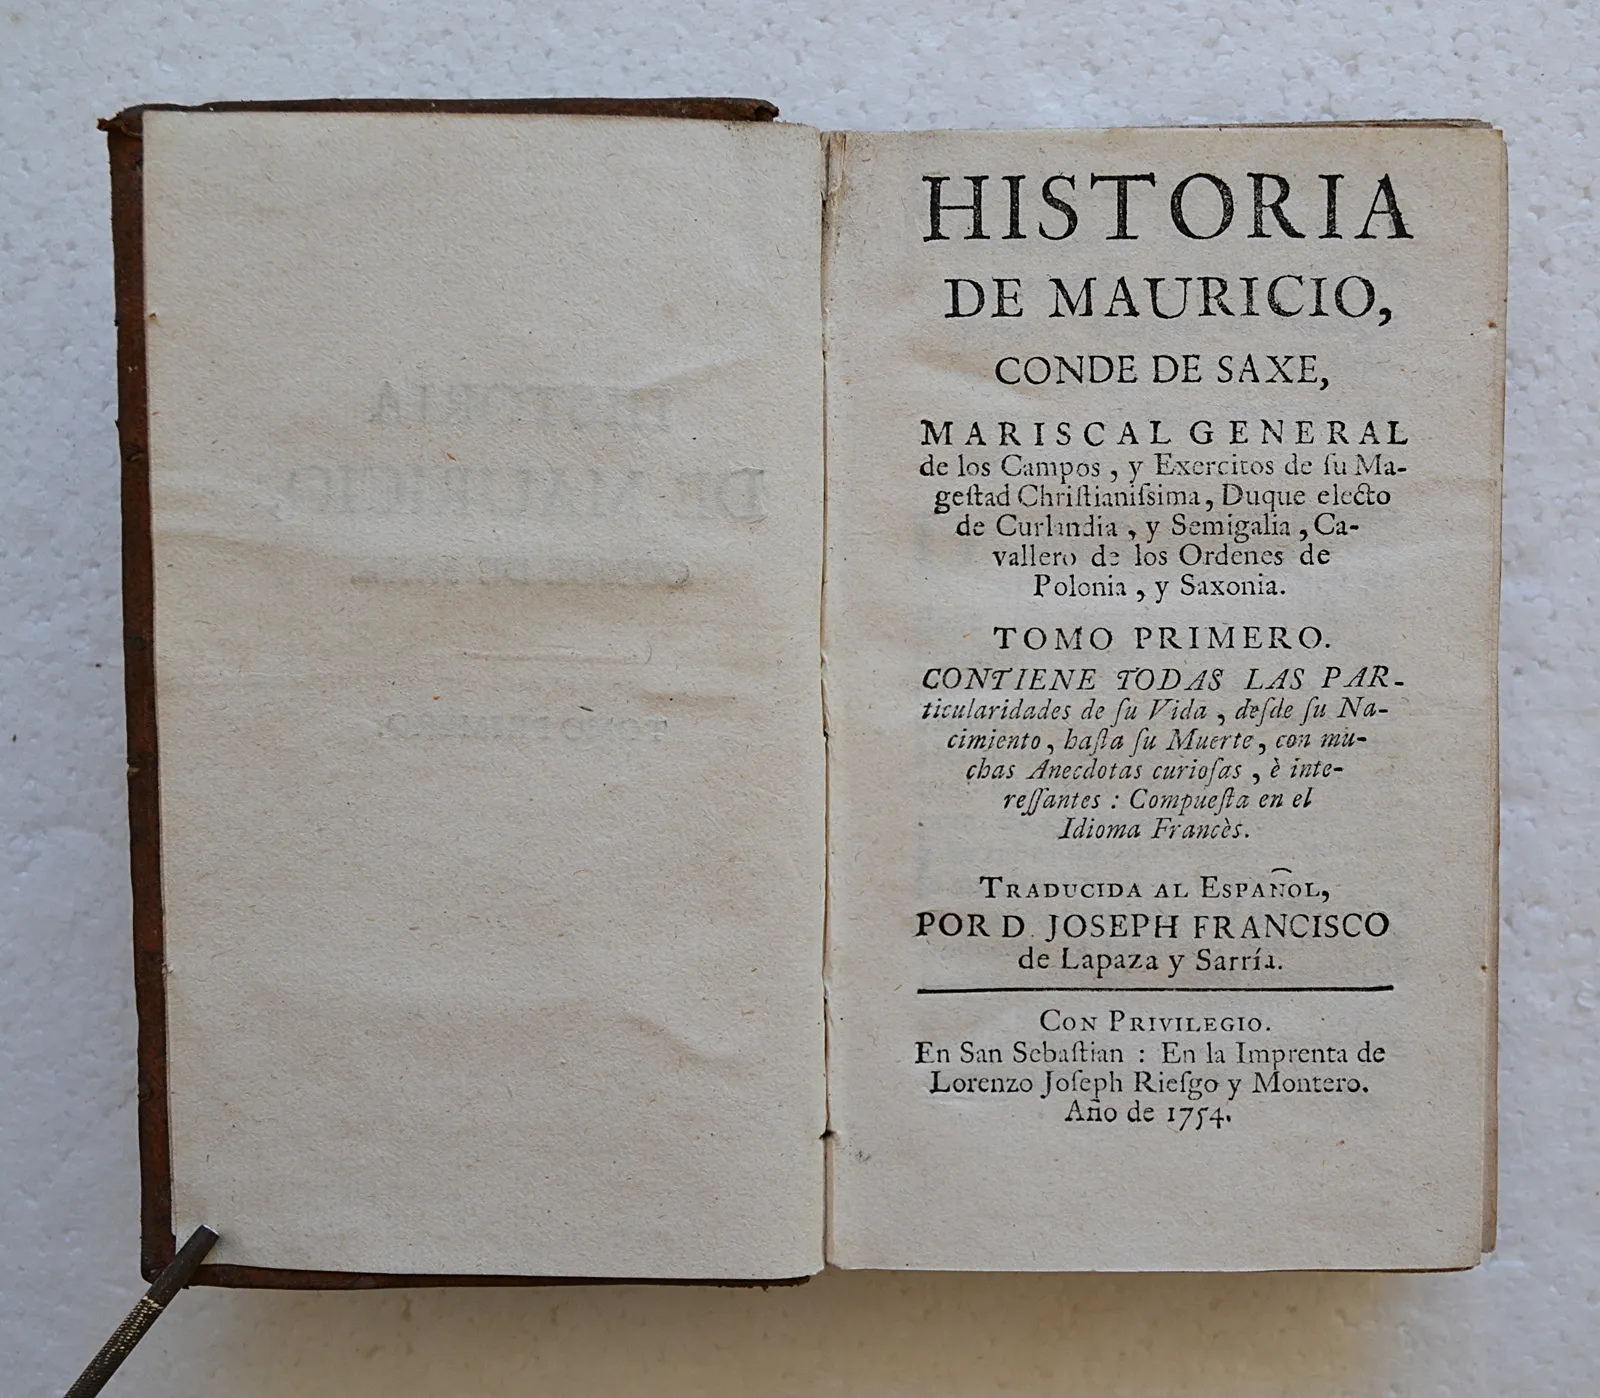 HISTORIA
DE MAURICIO,
CONDE DE SAXE,
MARISCAL GENERAL
de los Campos, y Exercitos de ſu Ma-
geſtad Chriſtianiſsima, Duque electo
de Curlandia, y Semigalia, Ca-
vallero de los Ordenes de
Polonia, y Saxonia.
TOMO PRIMERO.
CONTIENE TODAS LAS PAR-
ticularidades de ſu Vida, deſde ſu Na-
cimiento, haſta ſu Muerte, con mu-
chas Anecdotas curioſas, è inte-
reſſantes: Compueſta en el
Idioma Francès.
TRADUCIDA AL ESPAÑOL,
POR D. JOSEPH FRANCISCO
de Lapaza y Sarría.
CON PRIVILEGIO.
En San Sebaſtian: En la Imprenta de
Lorenzo Joſeph Rieſgo y Montero.
Año de 1754.